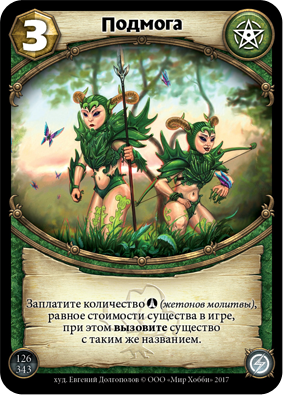 3
Подмога
Заплатите количество (жетонов молитвы),
равное стоимости существа в игре,
при этом вызовите существо
с таким же названием.
126
343
худ. Евгений Долгополов © ООО «Мир Хобби» 2017